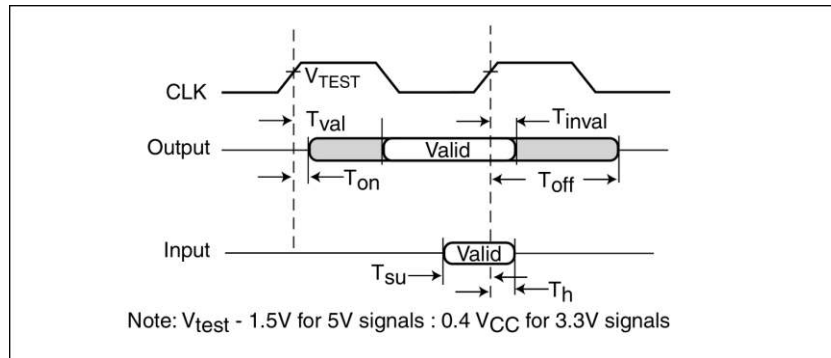 VTEST
CLK
Tval
Tinval
Output
Valid
Ton
Toff
Input
Valid
Tsu
Th
Note: Vtest - 1.5V for 5V signals : 0.4 VCC for 3.3V signals